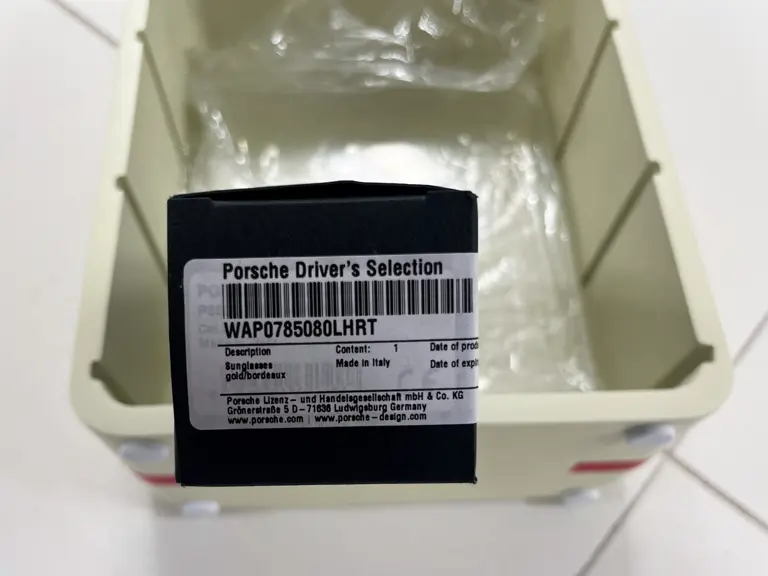 Porsche Driver's Selection
WAP0785080LHRT
Description Content: 1 Date of prod
Sunglasses Made in Italy Date of expi
gold/bordeaux
Porsche Lizenz – und Handelsgesellschaft mbH & Co. KG
Grönerstraße 5 D – 71636 Ludwigsburg Germany
www.porsche.com | www.porsche-design.com